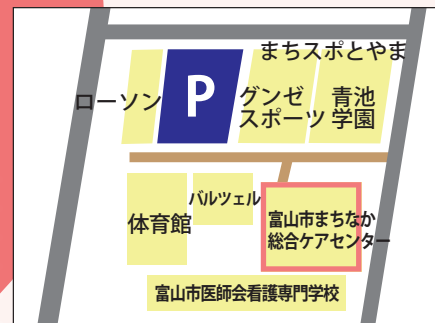 まちスポとやま
ローソン
P
グンゼ
スポーツ
青池
学園
体育館
バルツェル
富山市まちなか
総合ケアセンター
富山市医師会看護専門学校